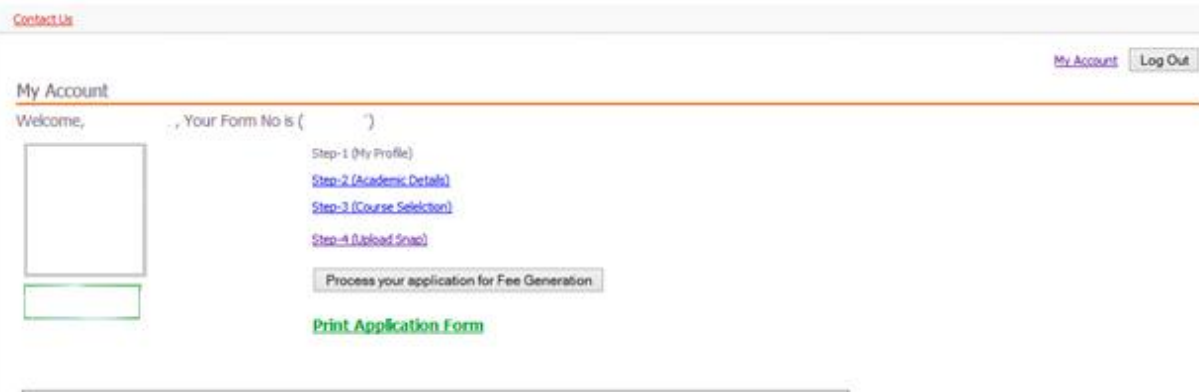 Contact Us
My Account Log Out
My Account
Welcome, , Your Form No is ( )
Step-1 (My Profile)
Step-2 (Academic Details)
Step-3 (Course Selelction)
Step-4 (Upload Snap)
Process your application for Fee Generation
Print Application Form